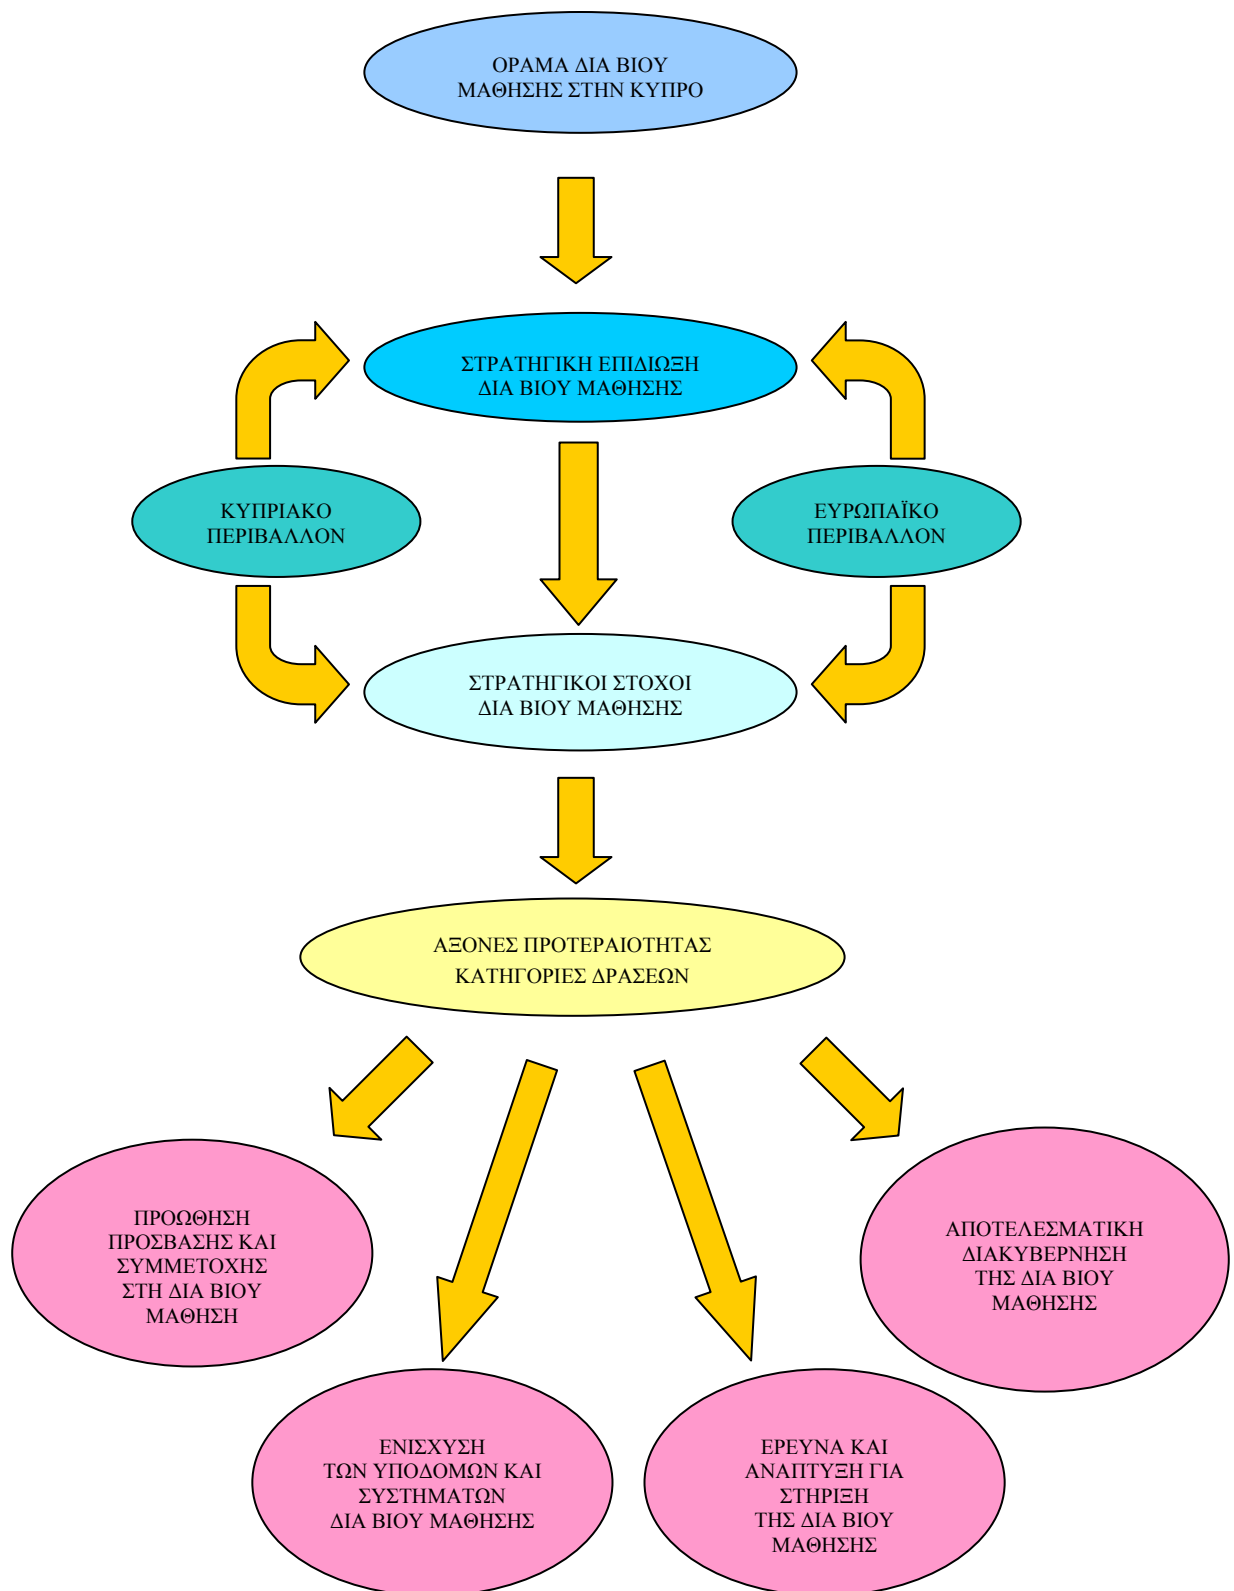 ΟΡΑΜΑ ΔΙΑ ΒΙΟΥ
ΜΑΘΗΣΗΣ ΣΤΗΝ ΚΥΠΡΟ
ΣΤΡΑΤΗΓΙΚΗ ΕΠΙΔΙΩΞΗ
ΔΙΑ ΒΙΟΥ ΜΑΘΗΣΗΣ
ΚΥΠΡΙΑΚΟ
ΠΕΡΙΒΑΛΛΟΝ
ΕΥΡΩΠΑΪΚΟ
ΠΕΡΙΒΑΛΛΟΝ
ΣΤΡΑΤΗΓΙΚΟΙ ΣΤΟΧΟΙ
ΔΙΑ ΒΙΟΥ ΜΑΘΗΣΗΣ
ΑΞΟΝΕΣ ΠΡΟΤΕΡΑΙΟΤΗΤΑΣ
ΚΑΤΗΓΟΡΙΕΣ ΔΡΑΣΕΩΝ
ΠΡΟΩΘΗΣΗ
ΠΡΟΣΒΑΣΗΣ ΚΑΙ
ΣΥΜΜΕΤΟΧΗΣ
ΣΤΗ ΔΙΑ ΒΙΟΥ
ΜΑΘΗΣΗ
ΑΠΟΤΕΛΕΣΜΑΤΙΚΗ
ΔΙΑΚΥΒΕΡΝΗΣΗ
ΤΗΣ ΔΙΑ ΒΙΟΥ
ΜΑΘΗΣΗΣ
ΕΝΙΣΧΥΣΗ
ΤΩΝ ΥΠΟΔΟΜΩΝ ΚΑΙ
ΣΥΣΤΗΜΑΤΩΝ
ΔΙΑ ΒΙΟΥ ΜΑΘΗΣΗΣ
ΕΡΕΥΝΑ ΚΑΙ
ΑΝΑΠΤΥΞΗ ΓΙΑ
ΣΤΗΡΙΞΗ
ΤΗΣ ΔΙΑ ΒΙΟΥ
ΜΑΘΗΣΗΣ